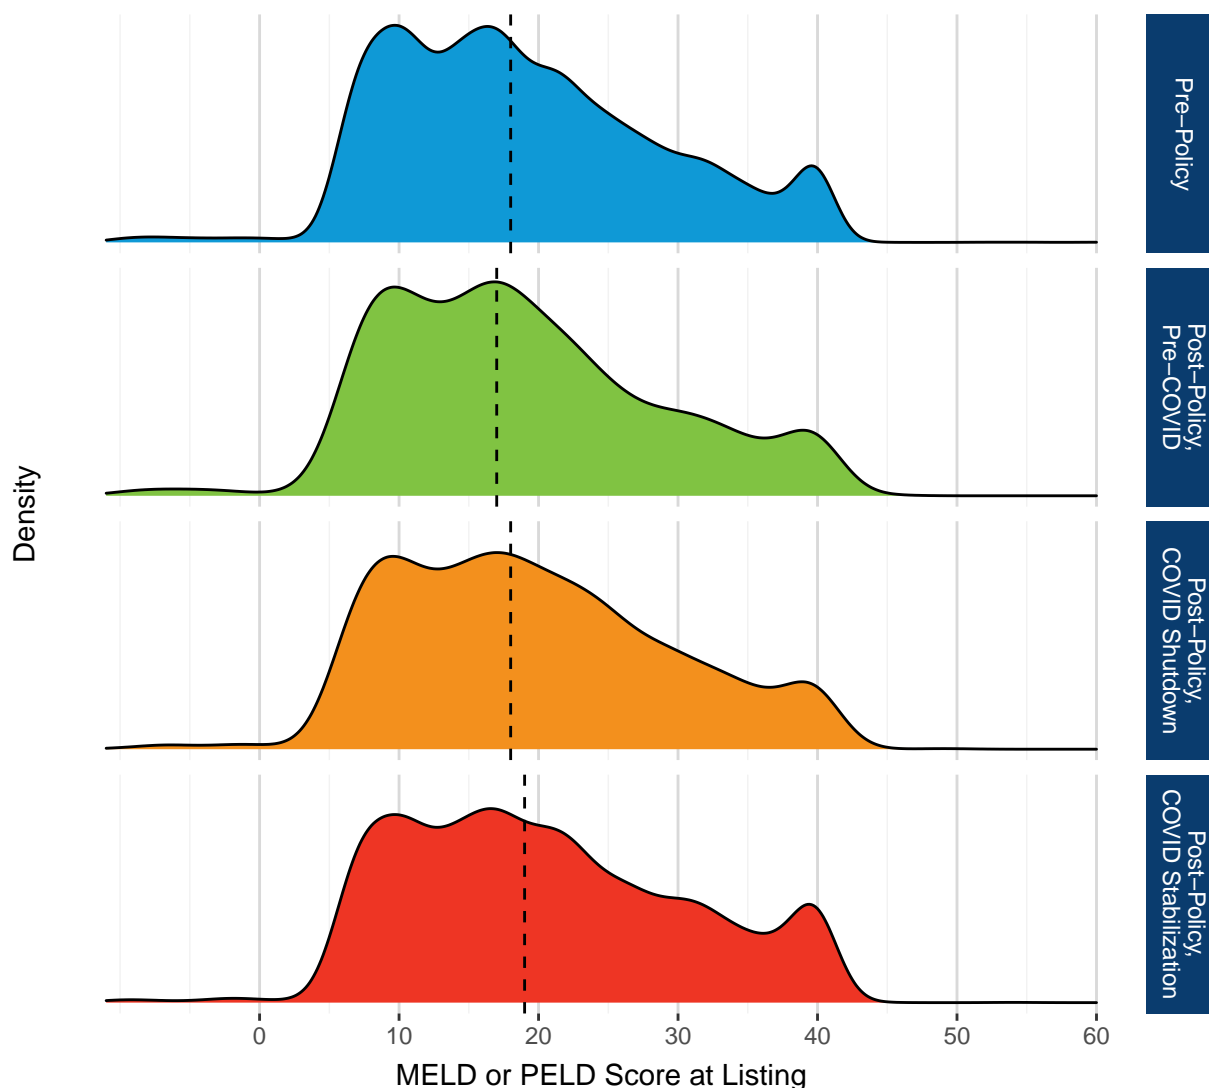 Pre−Policy
Post−Policy,
Pre−COVID
Post−Policy,
COVID Shutdown
Post−Policy,
COVID Stabilization
Density
0 10 20 30 40 50 60
MELD or PELD Score at Listing